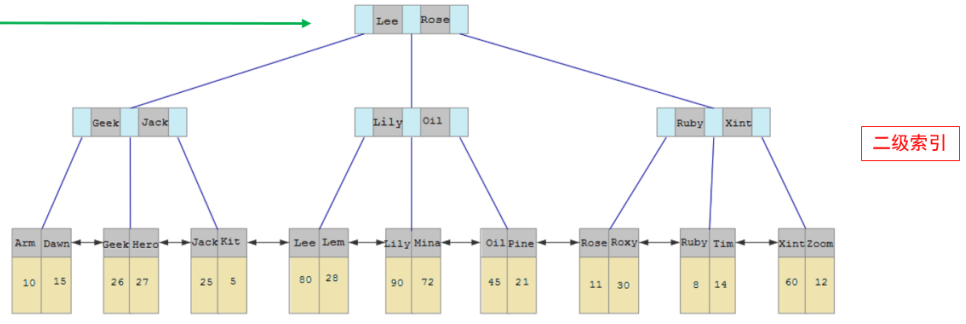 Lee Rose
Geek Jack
Lily Oil
Ruby Xint
二级索引
Arm Dawn Geek Hero Jack Kit Lee Lem Lily Mina Oil Pine Rose Roxy Ruby Tim Xint Zoom
10 15 26 27 25 5 80 28 90 72 45 21 11 30 8 14 60 12